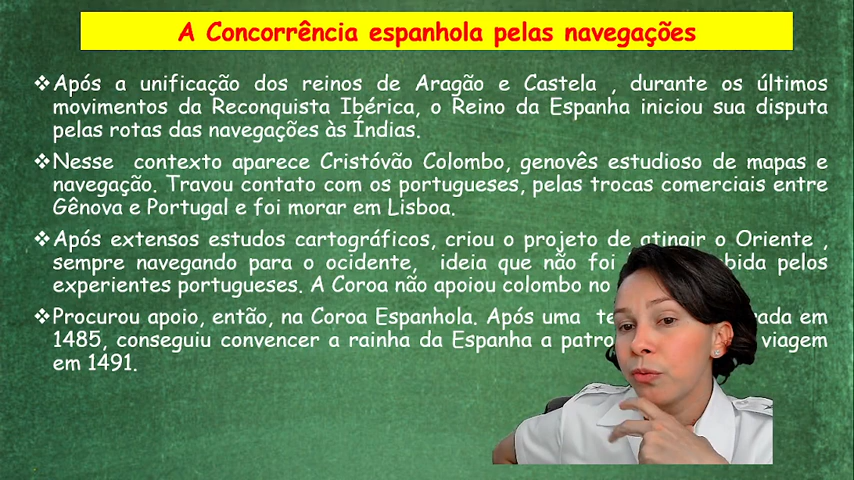 A Concorrência espanhola pelas navegações
❖Após a unificação dos reinos de Aragão e Castela , durante os últimos
movimentos da Reconquista Ibérica, o Reino da Espanha iniciou sua disputa
pelas rotas das navegações às Índias.
❖Nesse contexto aparece Cristóvão Colombo, genovês estudioso de mapas e
navegação. Travou contato com os portugueses, pelas trocas comerciais entre
Gênova e Portugal e foi morar em Lisboa.
❖Após extensos estudos cartográficos, criou o projeto de atingir o Oriente ,
sempre navegando para o ocidente, ideia que não foi pelos
experientes portugueses. A Coroa não apoiou colombo no
❖Procurou apoio, então, na Coroa Espanhola. Após uma em
1485, conseguiu convencer a rainha da Espanha a viagem
em 1491.